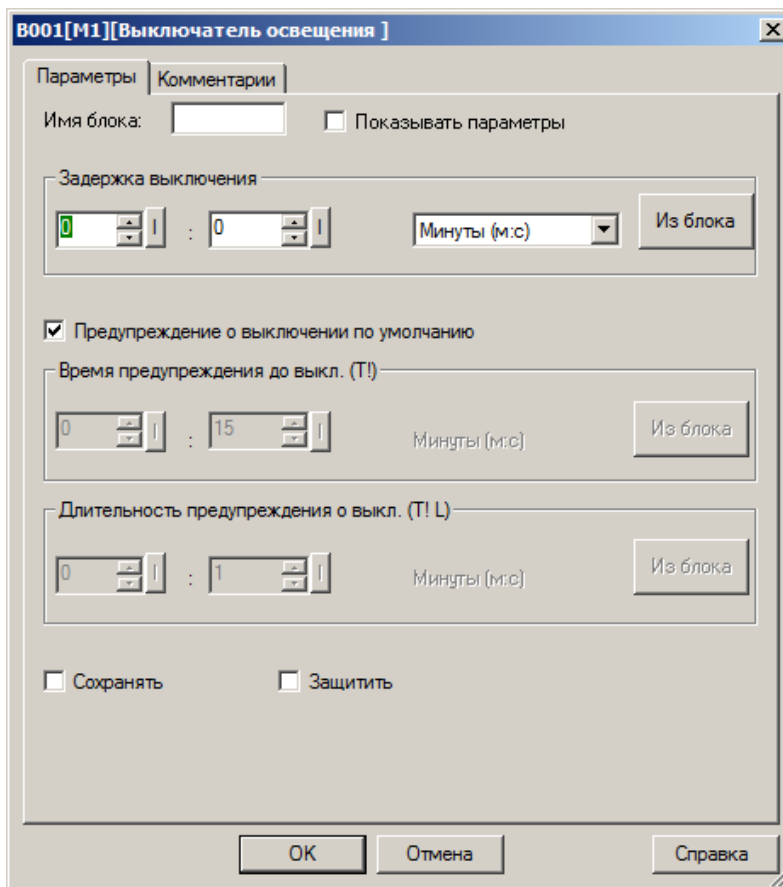 B001[M1][Выключатель освещения ]
Параметры Комментарии
Имя блока: Показывать параметры
Задержка выключения
0 : 0 Минуты (м:с) Из блока
Предупреждение о выключении по умолчанию
Время предупреждения до выкл. (T!)
0 : 15 Минуты (м:с) Из блока
Длительность предупреждения о выкл. (T! L)
0 : 1 Минуты (м:с) Из блока
Сохранять Защитить
OK Отмена Справка